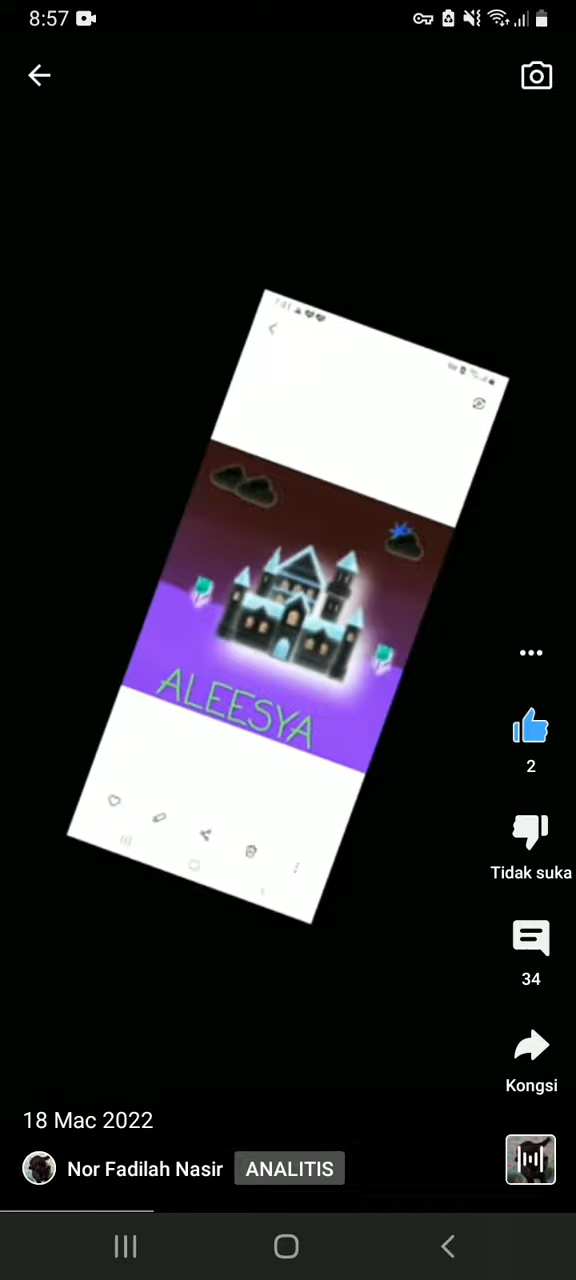 8:57
ALEESYA
2
Tidak suka
34
Kongsi
18 Mac 2022
Nor Fadilah Nasir ANALITIS